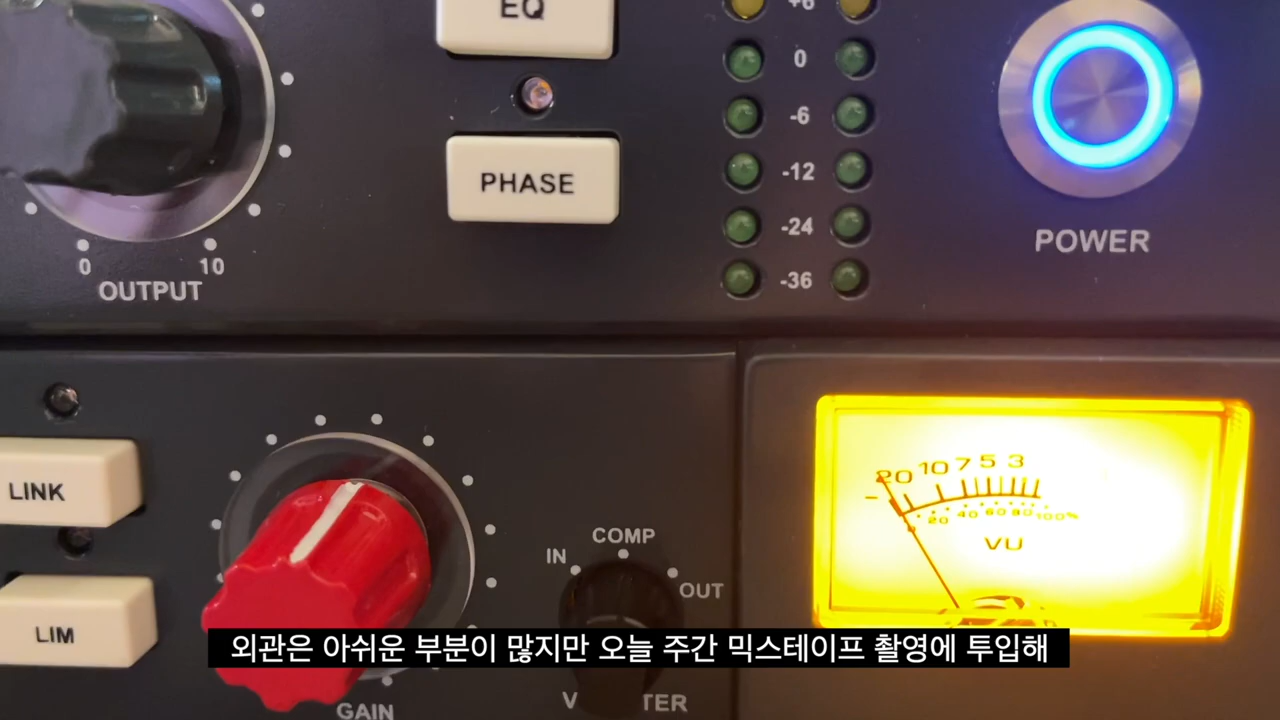 EQ
+6
0
-6
PHASE
-12
-24
-36
0
10
OUTPUT
POWER
LINK
20 10 7 5 3
20 40 60 80 100%
VU
COMP
IN
OUT
LIM
외관은 아쉬운 부분이 많지만 오늘 주간 믹스테이프 촬영에 투입해
GAIN